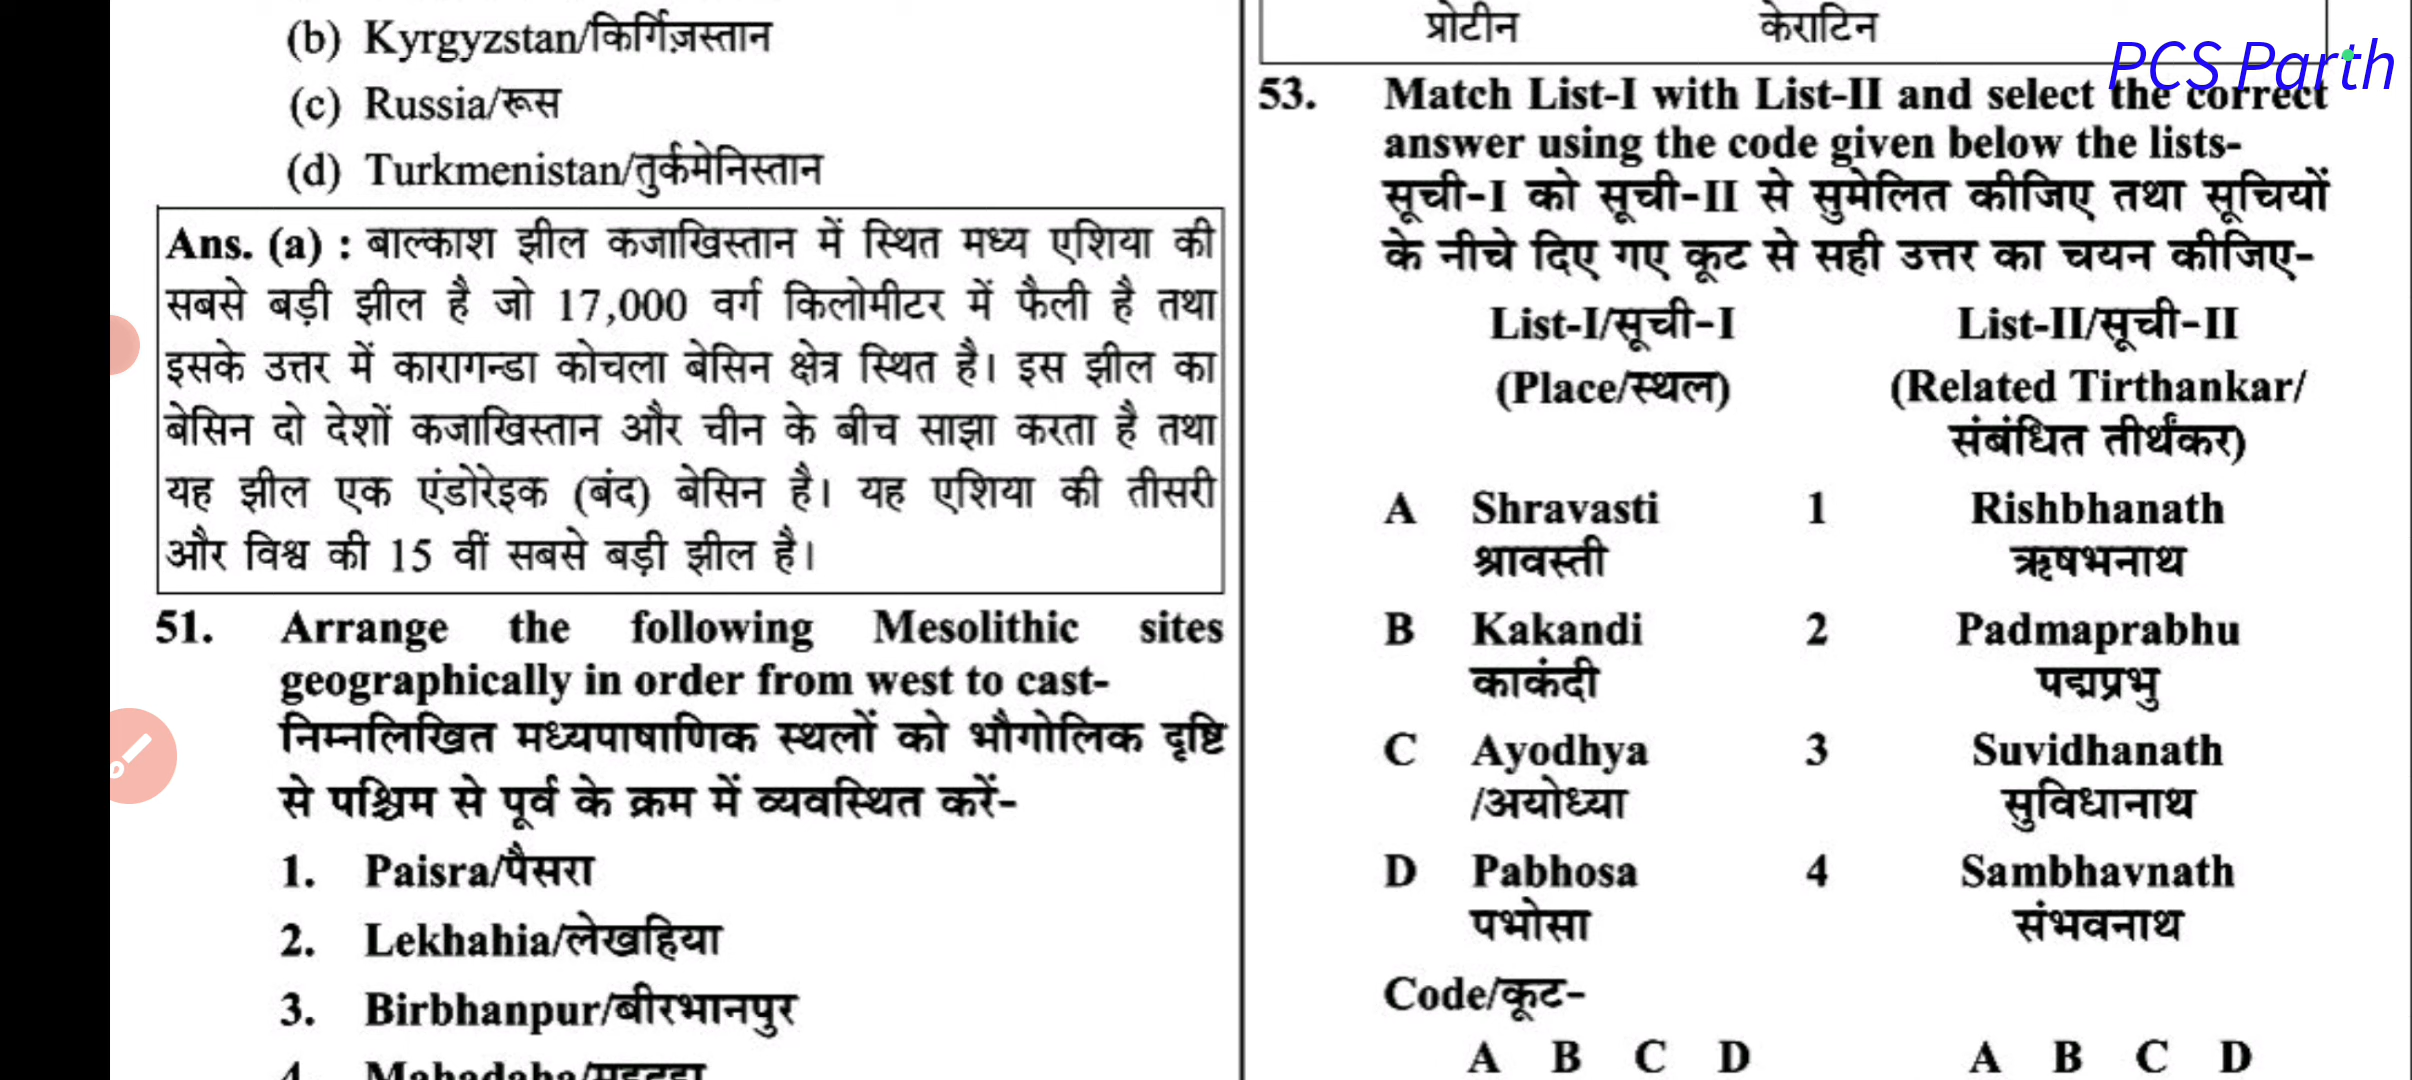 (b) Kyrgyzstan/किर्गिज़स्तान
(c) Russia/रूस
(d) Turkmenistan/तुर्कमेनिस्तान
Ans. (a) : बाल्काश झील कजाखिस्तान में स्थित मध्य एशिया की
सबसे बड़ी झील है जो 17,000 वर्ग किलोमीटर में फैली है तथा
इसके उत्तर में कारागन्डा कोचला बेसिन क्षेत्र स्थित है। इस झील का
बेसिन दो देशों कजाखिस्तान और चीन के बीच साझा करता है तथा
यह झील एक एंडोरेइक (बंद) बेसिन है। यह एशिया की तीसरी
और विश्व की 15 वीं सबसे बड़ी झील है।
51. Arrange the following Mesolithic sites
geographically in order from west to cast-
निम्नलिखित मध्यपाषाणिक स्थलों को भौगोलिक दृष्टि
से पश्चिम से पूर्व के क्रम में व्यवस्थित करें-
1. Paisra/पैसरा
2. Lekhahia/लेखहिया
3. Birbhanpur/बीरभानपुर
4. Mahadaha/महदहा
प्रोटीन केराटिन
PCS Parth
53. Match List-I with List-II and select the correct
answer using the code given below the lists-
सूची-I को सूची-II से सुमेलित कीजिए तथा सूचियों
के नीचे दिए गए कूट से सही उत्तर का चयन कीजिए-
List-I/सूची-I List-II/सूची-II
(Place/स्थल) (Related Tirthankar/
संबंधित तीर्थंकर)
A Shravasti 1 Rishbhanath
श्रावस्ती ऋषभनाथ
B Kakandi 2 Padmaprabhu
काकंदी पद्मप्रभु
C Ayodhya 3 Suvidhanath
/अयोध्या सुविधानाथ
D Pabhosa 4 Sambhavnath
पभोसा संभवनाथ
Code/कूट-
A B C D A B C D